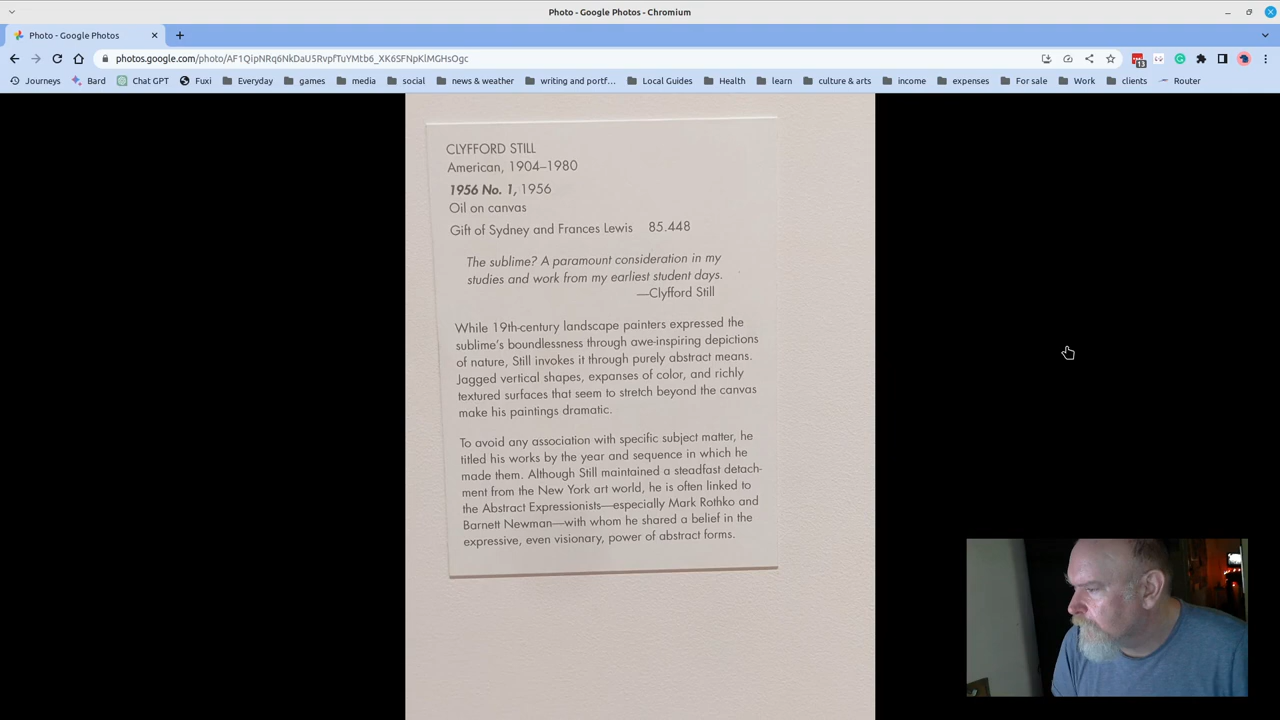 Photo - Google Photos - Chromium
Photo - Google Photos
photos.google.com/photo/AF1QipNRq6NkDaU5RvpfTuYMtb6_XK6SFNpKlMGHsOgc
13
Journeys Bard Chat GPT Fuxi Everyday games media social news & weather writing and portf... Local Guides Health learn culture & arts income expenses For sale Work clients Router
CLYFFORD STILL
American, 1904–1980
1956 No. 1, 1956
Oil on canvas
Gift of Sydney and Frances Lewis 85.448
The sublime? A paramount consideration in my
studies and work from my earliest student days.
—Clyfford Still
While 19th-century landscape painters expressed the
sublime's boundlessness through awe-inspiring depictions
of nature, Still invokes it through purely abstract means.
Jagged vertical shapes, expanses of color, and richly
textured surfaces that seem to stretch beyond the canvas
make his paintings dramatic.
To avoid any association with specific subject matter, he
titled his works by the year and sequence in which he
made them. Although Still maintained a steadfast detach-
ment from the New York art world, he is often linked to
the Abstract Expressionists—especially Mark Rothko and
Barnett Newman—with whom he shared a belief in the
expressive, even visionary, power of abstract forms.